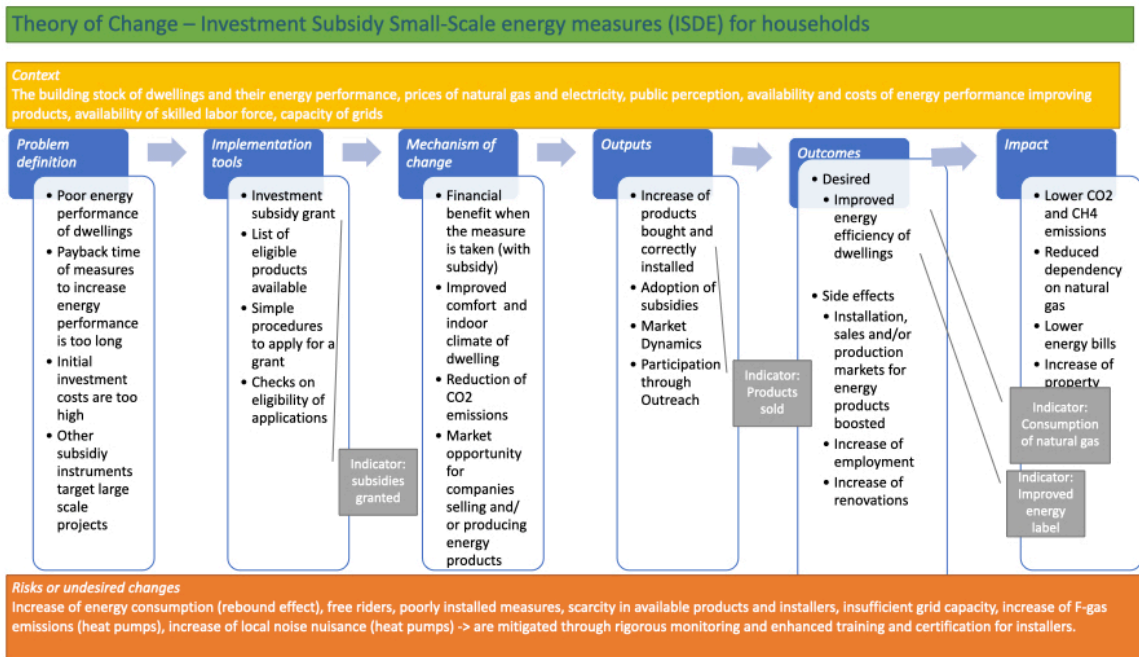 Theory of Change – Investment Subsidy Small-Scale energy measures (ISDE) for households
Context
The building stock of dwellings and their energy performance, prices of natural gas and electricity, public perception, availability and costs of energy performance improving
products, availability of skilled labor force, capacity of grids
Problem
definition
• Poor energy
performance
of dwellings
• Payback time
of measures
to increase
energy
performance
is too long
• Initial
investment
costs are too
high
• Other
subsidiy
instruments
target large
scale
projects
Implementation
tools
• Investment
subsidy grant
• List of
eligible
products
available
• Simple
procedures
to apply for a
grant
• Checks on
eligibility of
applications
Indicator:
subsidies
granted
Mechanism of
change
• Financial
benefit when
the measure
is taken (with
subsidy)
• Improved
comfort and
indoor
climate of
dwelling
• Reduction of
CO2
emissions
• Market
opportunity
for
companies
selling and/
or producing
energy
products
Outputs
• Increase of
products
bought and
correctly
installed
• Adoption of
subsidies
• Market
Dynamics
• Participation
through
Outreach
Indicator:
Products
sold
Outcomes
• Desired
• Improved
energy
efficiency of
dwellings
• Side effects
• Installation,
sales and/or
production
markets for
energy
products
boosted
• Increase of
employment
• Increase of
renovations
Impact
• Lower CO2
and CH4
emissions
• Reduced
dependency
on natural
gas
• Lower
energy bills
• Increase of
property
Indicator:
Consumption
of natural gas
Indicator:
Improved
energy
label
Risks or undesired changes
Increase of energy consumption (rebound effect), free riders, poorly installed measures, scarcity in available products and installers, insufficient grid capacity, increase of F-gas
emissions (heat pumps), increase of local noise nuisance (heat pumps) -> are mitigated through rigorous monitoring and enhanced training and certification for installers.